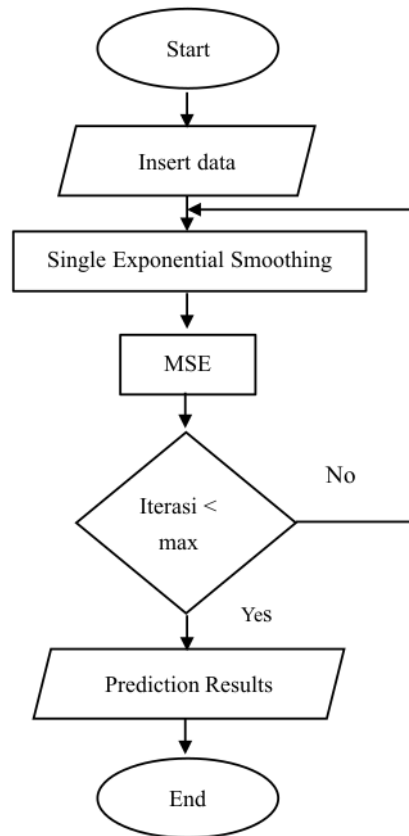 Start
Insert data
Single Exponential Smoothing
MSE
No
Iterasi <
max
Yes
Prediction Results
End